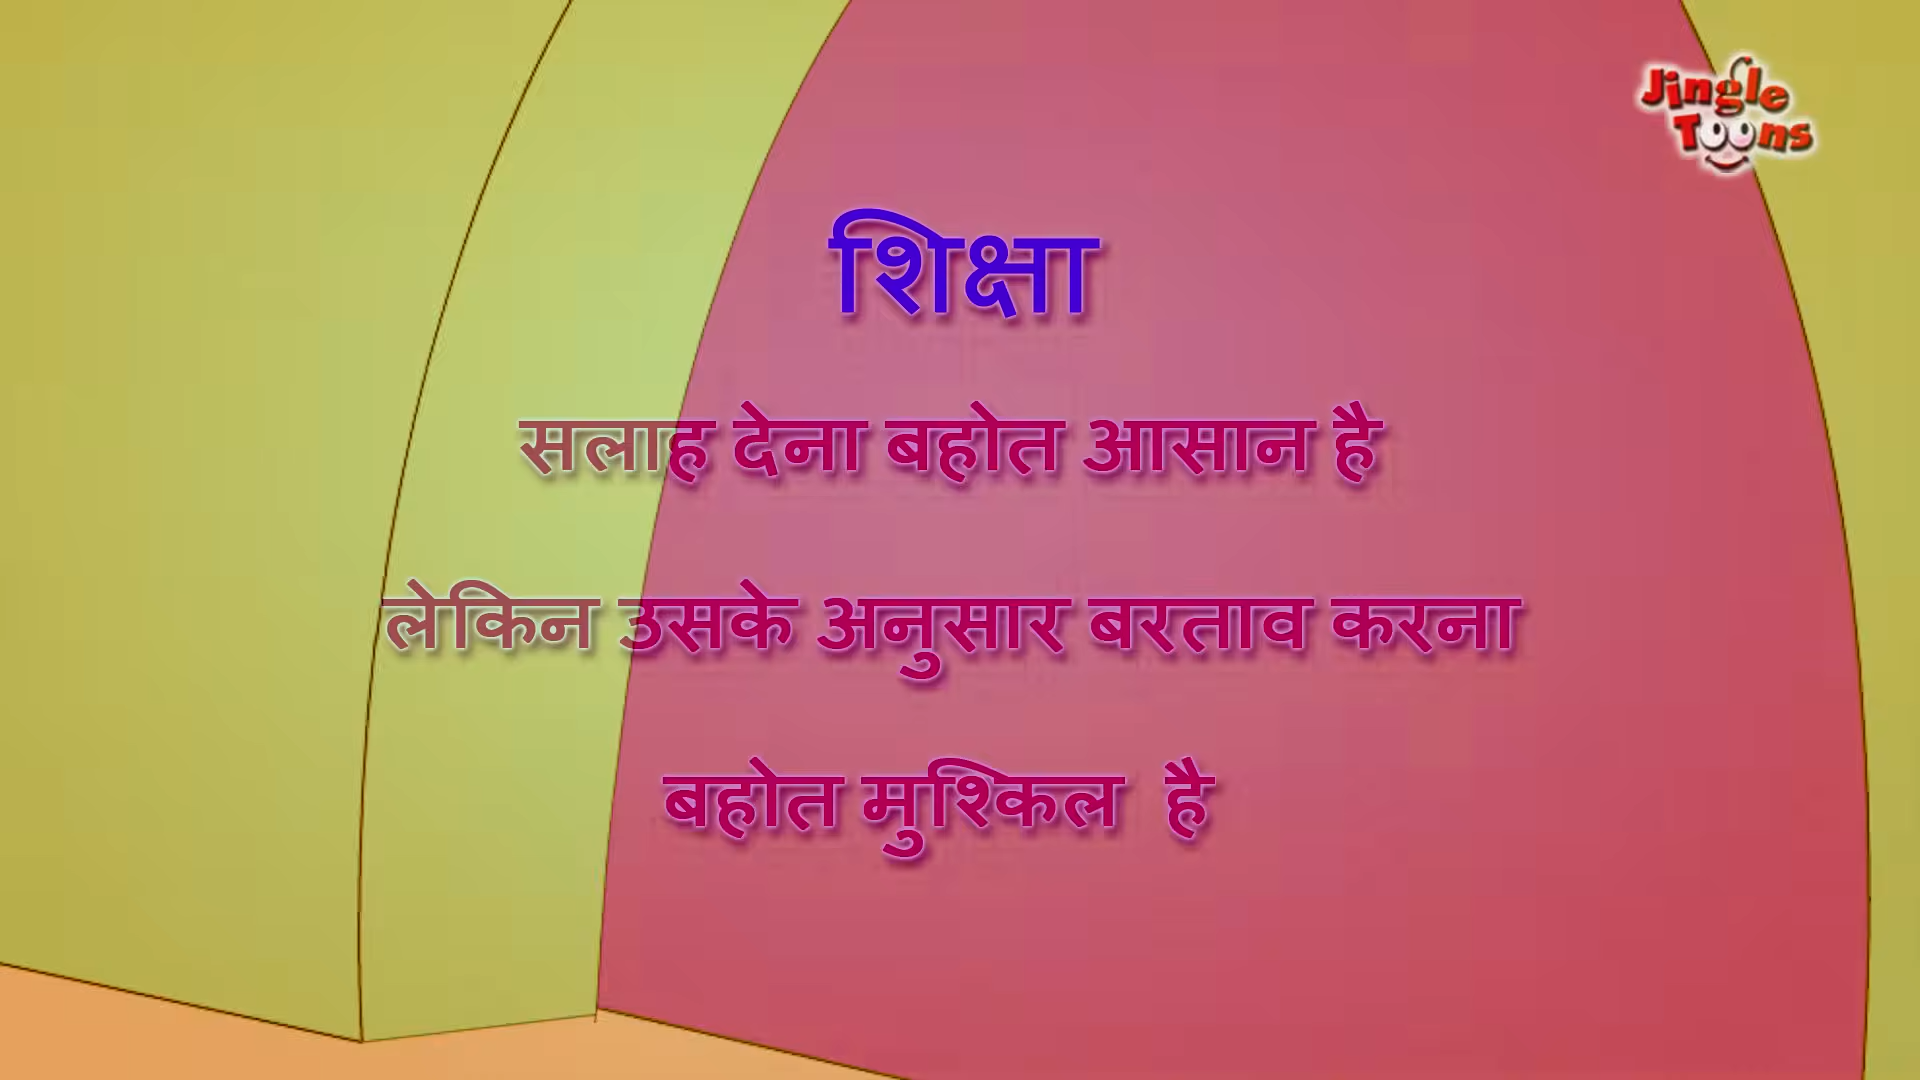 Jingle
Toons
शिक्षा
सलाह देना बहोत आसान है
लेकिन उसके अनुसार बरताव करना
बहोत मुश्किल है